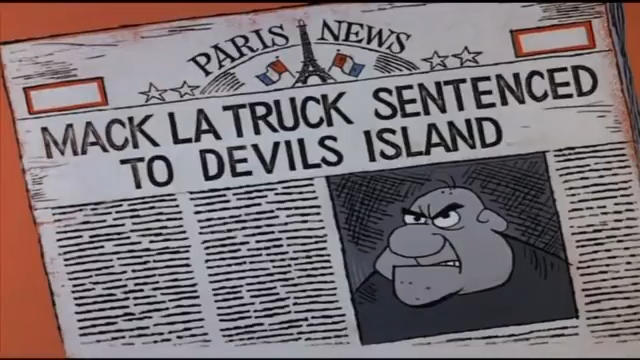 PARIS NEWS
MACK LA TRUCK SENTENCED
TO DEVILS ISLAND